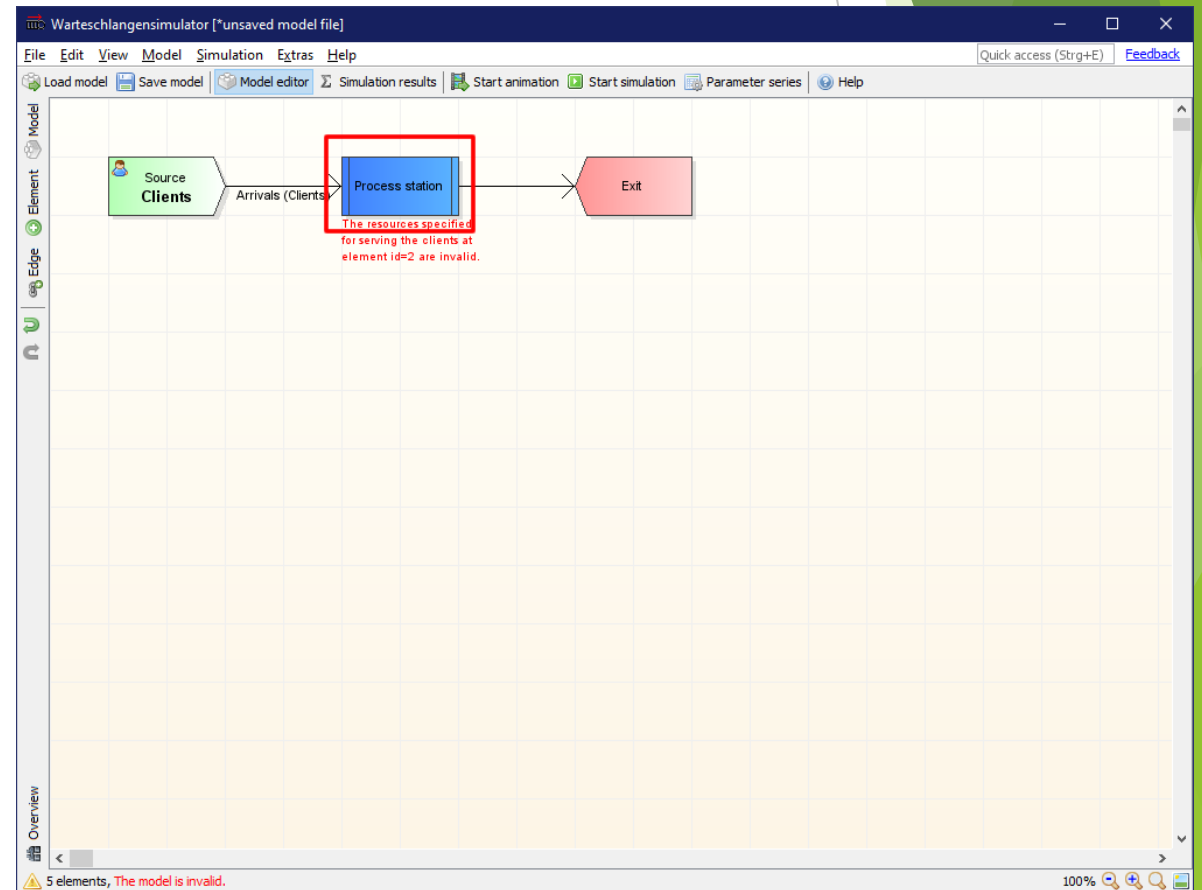 Warteschlangensimulator [*unsaved model file]
File Edit View Model Simulation Extras Help Quick access (Strg+E) Feedback
Load model Save model Model editor Σ Simulation results Start animation Start simulation Parameter series Help
Model
Element
Edge
Source
Clients
Arrivals (Clients)
Process station
Exit
The resources specified
for serving the clients at
element id=2 are invalid.
Overview
5 elements, The model is invalid. 100%